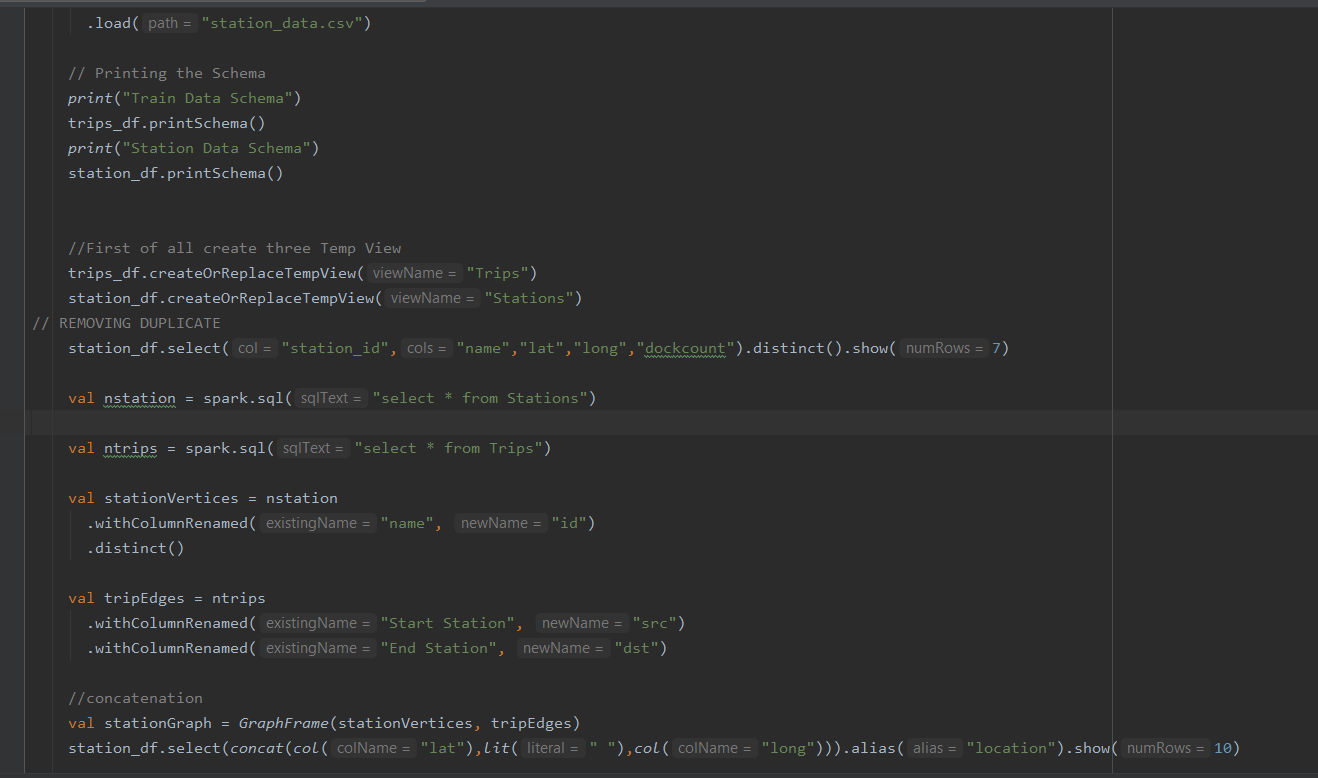 .load( path = "station_data.csv")
// Printing the Schema
print("Train Data Schema")
trips_df.printSchema()
print("Station Data Schema")
station_df.printSchema()
//First of all create three Temp View
trips_df.createOrReplaceTempView( viewName = "Trips")
station_df.createOrReplaceTempView( viewName = "Stations")
// REMOVING DUPLICATE
station_df.select( col = "station_id", cols = "name","lat","long","dockcount").distinct().show( numRows = 7)
val nstation = spark.sql( sqlText = "select * from Stations")
val ntrips = spark.sql( sqlText = "select * from Trips")
val stationVertices = nstation
.withColumnRenamed( existingName = "name", newName = "id")
.distinct()
val tripEdges = ntrips
.withColumnRenamed( existingName = "Start Station", newName = "src")
.withColumnRenamed( existingName = "End Station", newName = "dst")
//concatenation
val stationGraph = GraphFrame(stationVertices, tripEdges)
station_df.select(concat(col( colName = "lat"),lit( literal = " "),col( colName = "long"))).alias( alias = "location").show( numRows = 10)